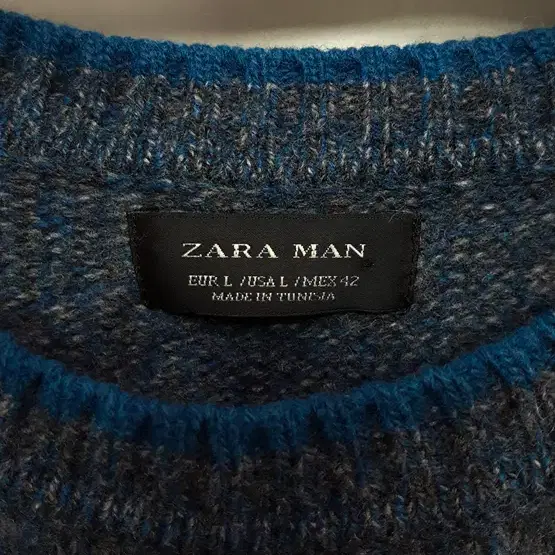 ZARA MAN
EUR L / USA L / MEX 42
MADE IN TUNISIA